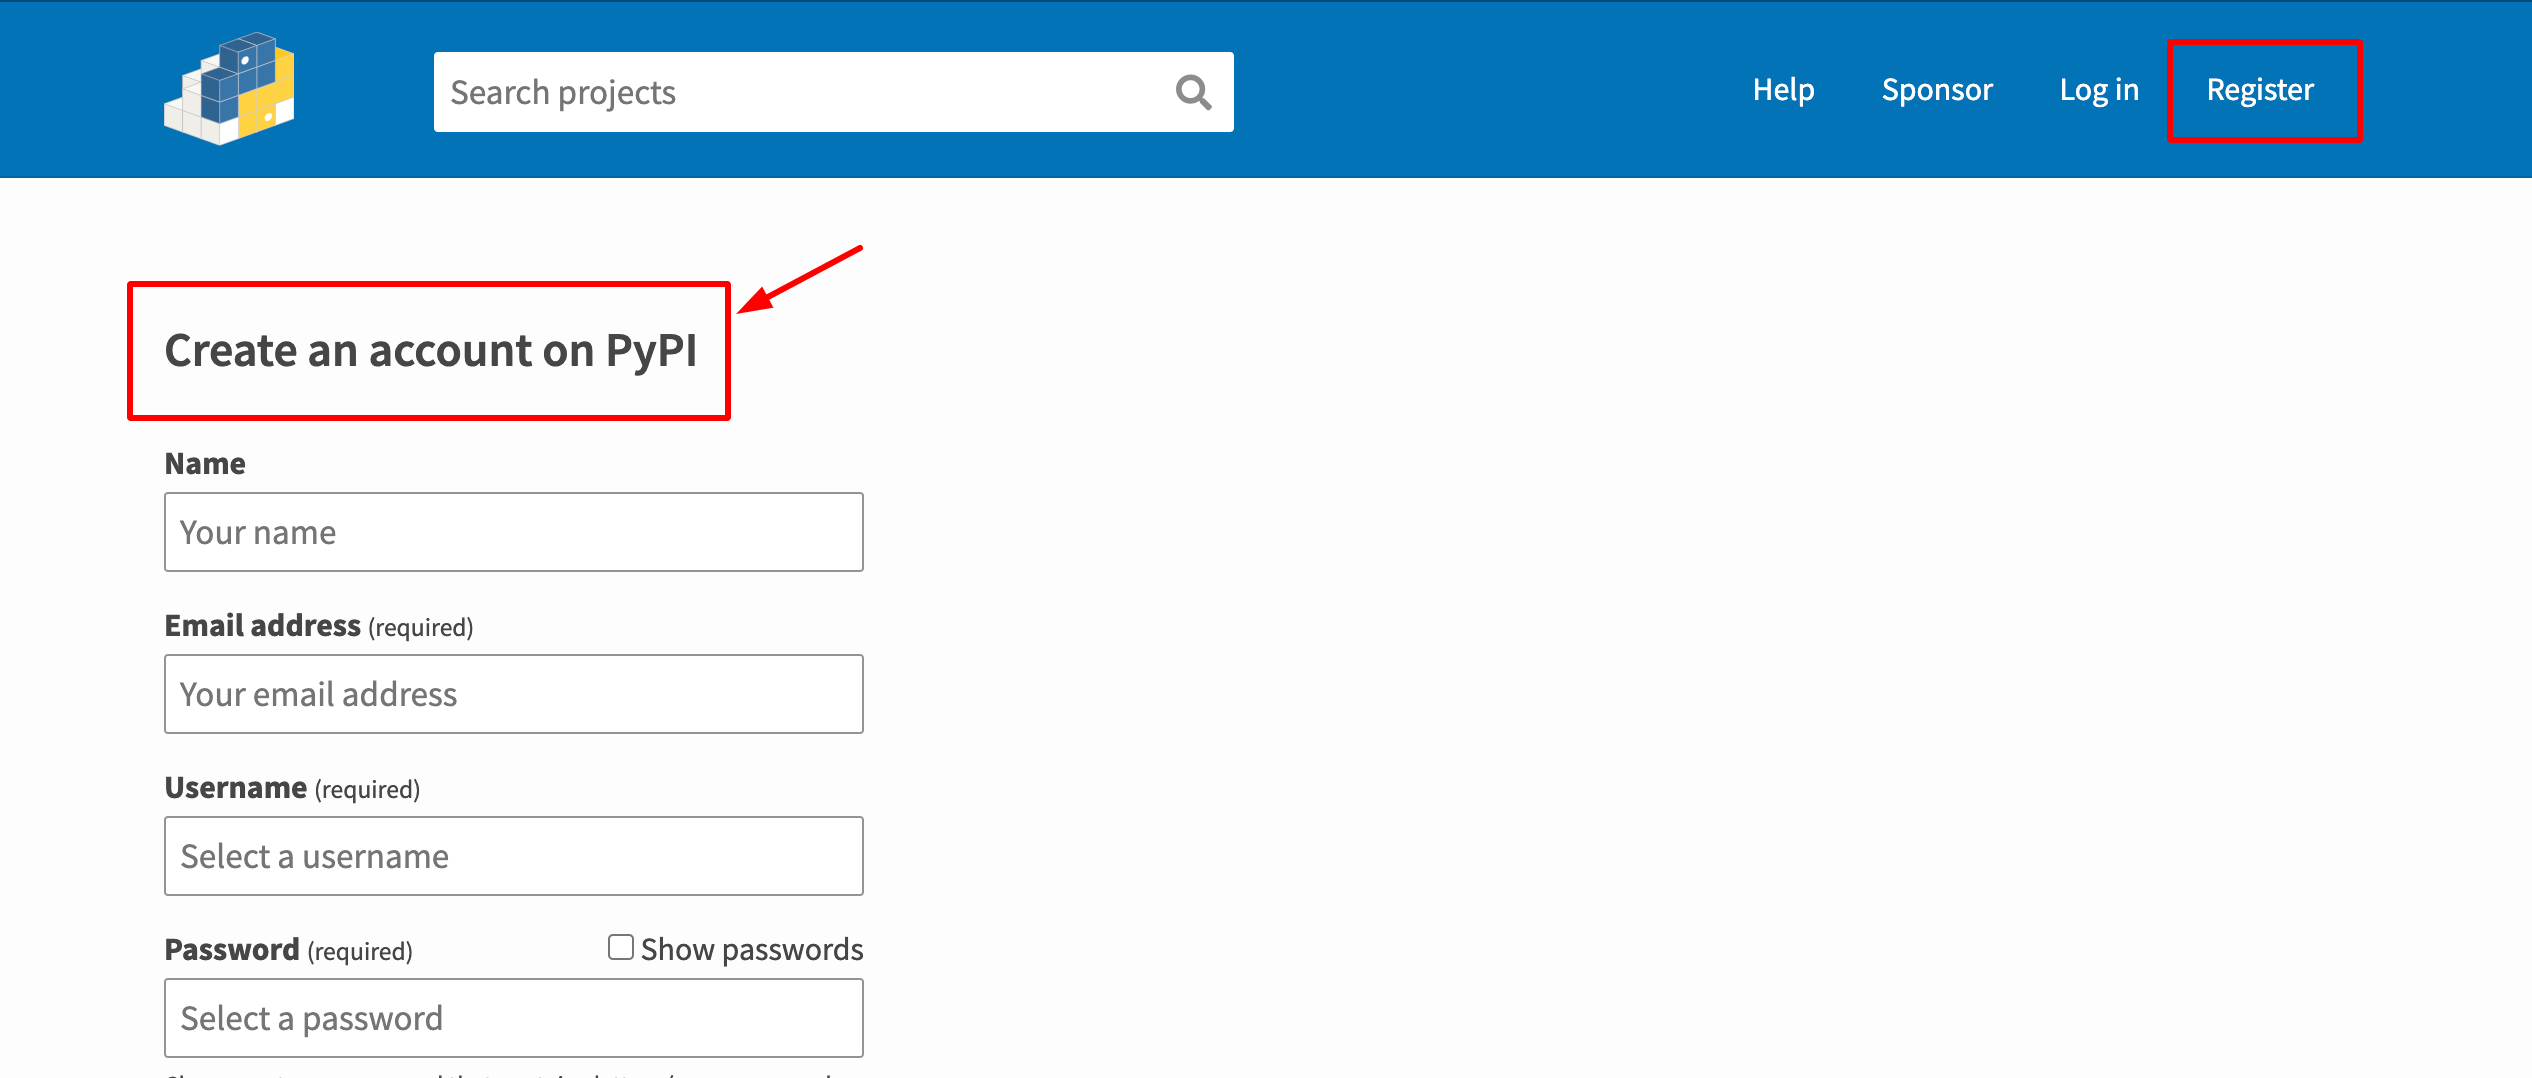 Search projects
Help Sponsor Log in Register
Create an account on PyPI
Name
Your name
Email address (required)
Your email address
Username (required)
Select a username
Password (required) Show passwords
Select a password